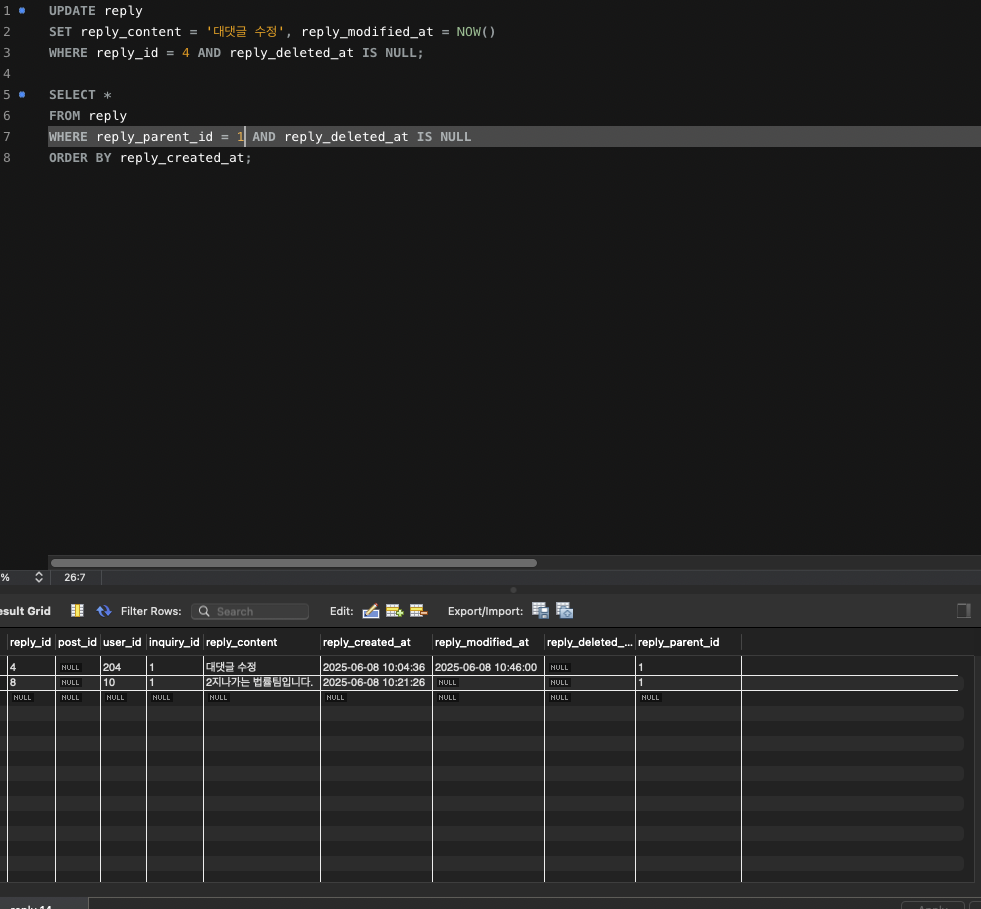 1 UPDATE reply
2 SET reply_content = '대댓글 수정', reply_modified_at = NOW()
3 WHERE reply_id = 4 AND reply_deleted_at IS NULL;
4
5 SELECT *
6 FROM reply
7 WHERE reply_parent_id = 1 AND reply_deleted_at IS NULL
8 ORDER BY reply_created_at;
% 26:7
esult Grid Filter Rows: Search Edit: Export/Import:
reply_id post_id user_id inquiry_id reply_content reply_created_at reply_modified_at reply_deleted_... reply_parent_id
4 NULL 204 1 대댓글 수정 2025-06-08 10:04:36 2025-06-08 10:46:00 NULL 1
8 NULL 10 1 2지나가는 법률팀입니다. 2025-06-08 10:21:26 NULL NULL 1
NULL NULL NULL NULL NULL NULL NULL NULL NULL
reply 14 Apply